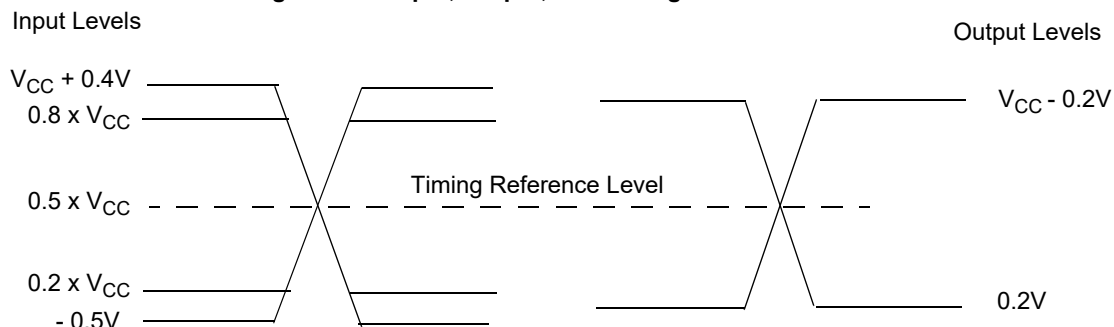 Input Levels
Output Levels
VCC + 0.4V
0.8 x VCC
VCC - 0.2V
Timing Reference Level
0.5 x VCC
0.2 x VCC
0.2V
- 0.5V